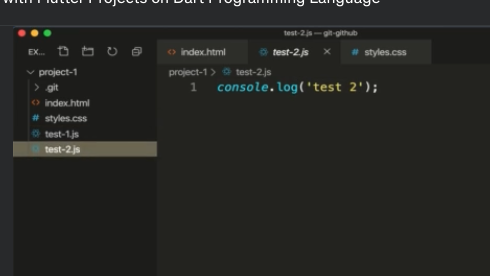 with Flutter Projects on Dart Programming Language
test-2.js — git-github
EX...
index.html
test-2.js
styles.css
project-1
project-1 > test-2.js
.git
1 console.log('test 2');
index.html
styles.css
test-1.js
test-2.js